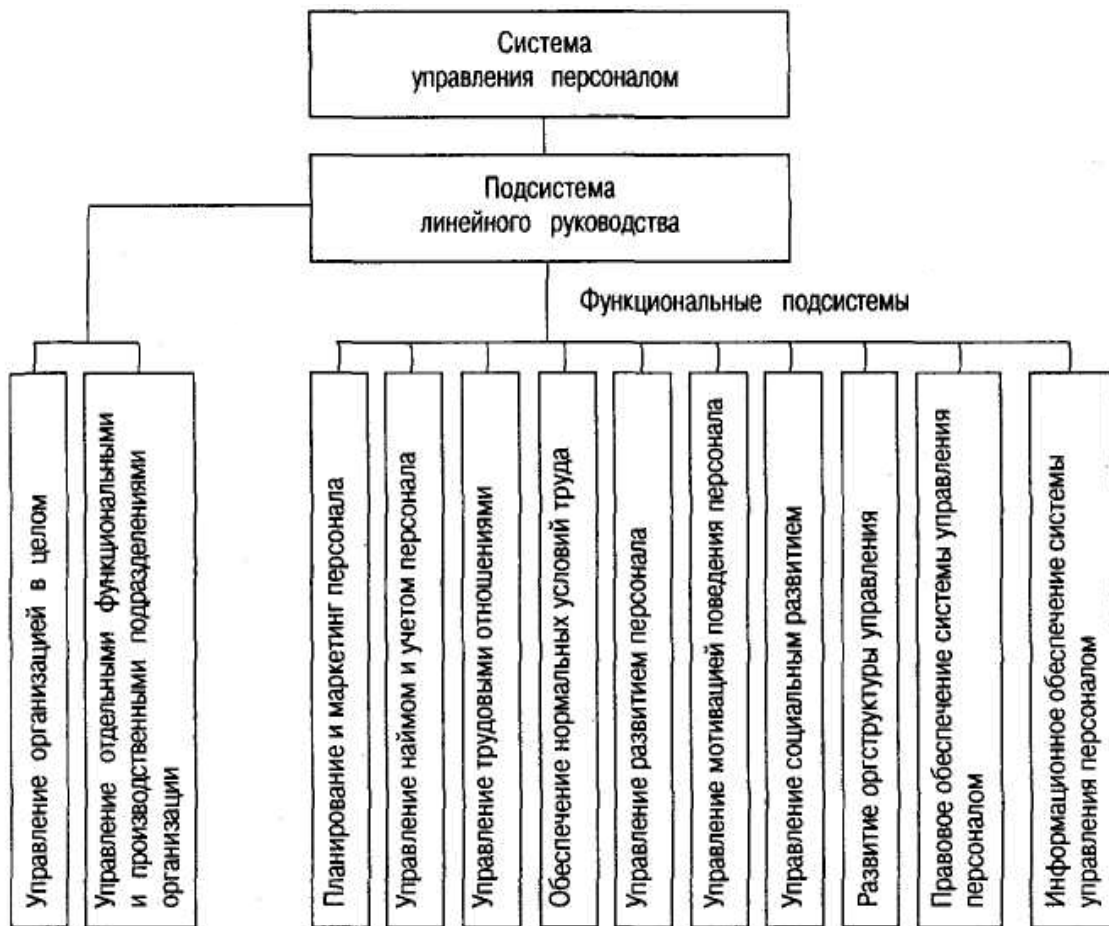 Система
управления персоналом
Подсистема
линейного руководства
Функциональные подсистемы
Управление организацией в целом
Управление отдельными функциональными
и производственными подразделениями
организации
Планирование и маркетинг персонала
Управление наймом и учетом персонала
Управление трудовыми отношениями
Обеспечение нормальных условий труда
Управление развитием персонала
Управление мотивацией поведения персонала
Управление социальным развитием
Развитие оргструктуры управления
Правовое обеспечение системы управления
персоналом
Информационное обеспечение системы
управления персоналом